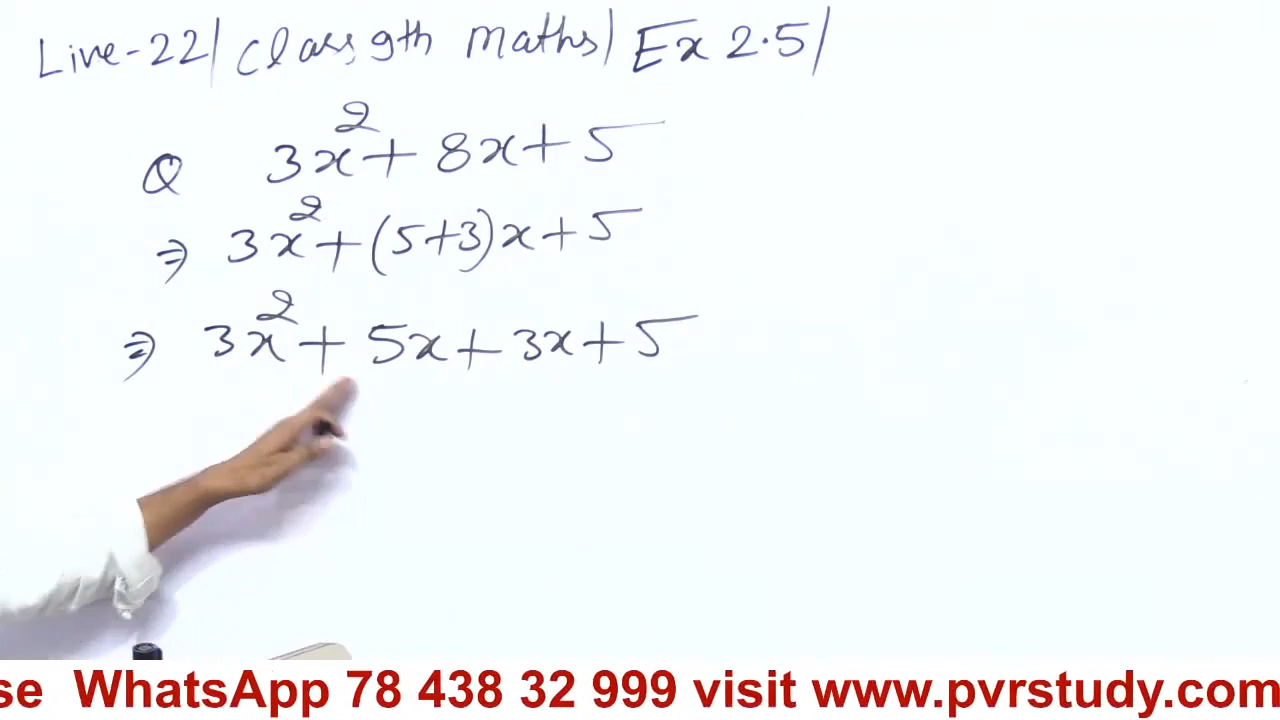 Live-22| Class 9th maths| Ex 2.5|
Q 3x² + 8x + 5
⇒ 3x² + (5+3)x + 5
⇒ 3x² + 5x + 3x + 5
se WhatsApp 78 438 32 999 visit www.pvrstudy.com